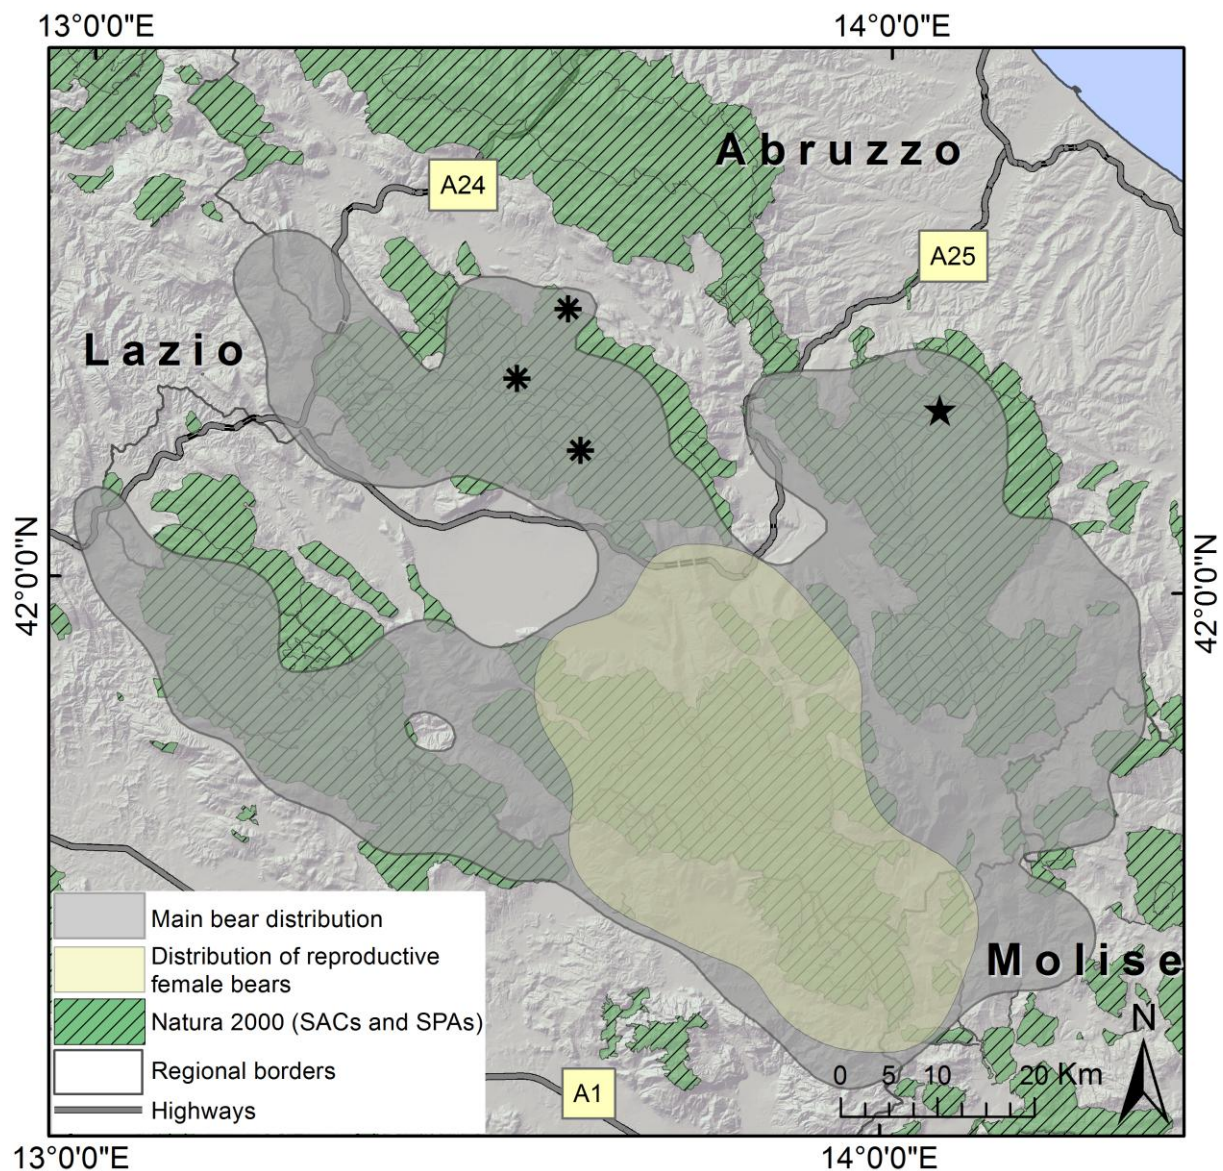 13°0'0"E
14°0'0"E
Abruzzo
A24
A25
Lazio
42°0'0"N
42°0'0"N
Main bear distribution
Distribution of reproductive
female bears
Natura 2000 (SACs and SPAs)
Regional borders
Highways
Molise
N
0 5 10 20 Km
A1
13°0'0"E
14°0'0"E